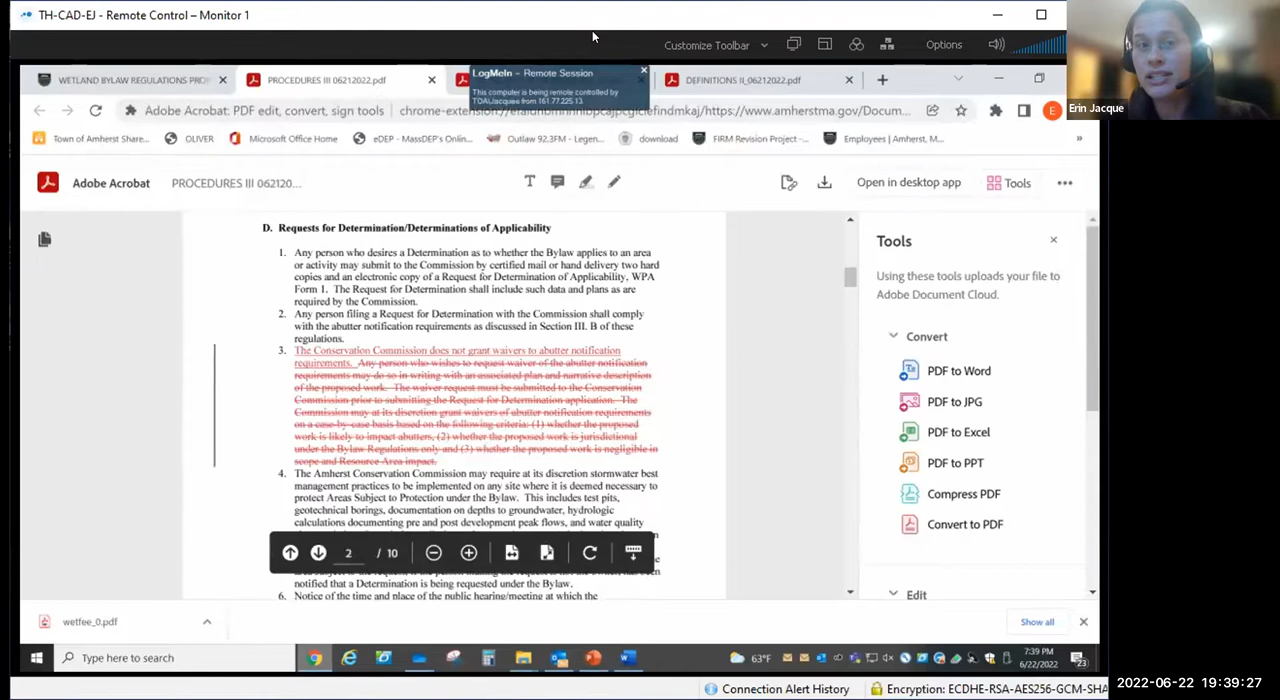 TH-CAD-EJ - Remote Control – Monitor 1
Customize Toolbar
Options
Erin Jacque
WETLAND BYLAW REGULATIONS PRO
PROCEDURES III 06212022.pdf
LogMeIn – Remote Session
This computer is being remote controlled by
TOA\Jacquee from 161.77.225.13.
DEFINITIONS II_06212022.pdf
Adobe Acrobat: PDF edit, convert, sign tools
E
Town of Amherst Share...
OLIVER
Microsoft Office Home
eDEP - MassDEP's Onlin...
Outlaw 92.3FM - Legen...
download
FIRM Revision Project -...
Employees | Amherst, M...
»
Adobe Acrobat
PROCEDURES III 062120...
Open in desktop app
Tools
D. Requests for Determination/Determinations of Applicability
1. Any person who desires a Determination as to whether the Bylaw applies to an area
or activity may submit to the Commission by certified mail or hand delivery two hard
copies and an electronic copy of a Request for Determination of Applicability, WPA
Form 1. The Request for Determination shall include such data and plans as are
required by the Commission.
2. Any person filing a Request for Determination with the Commission shall comply
with the abutter notification requirements as discussed in Section III. B of these
regulations.
3. The Conservation Commission does not grant waivers to abutter notification
requirements. Any person who wishes to request waiver of the abutter notification
requirements may do so in writing with an associated plan and narrative description
of the proposed work. The waiver request must be submitted to the Conservation
Commission prior to submitting the Request for Determination application. The
Commission may at its discretion grant waivers of abutter notification requirements
on a case-by-case basis based on the following criteria: (1) whether the proposed
work is likely to impact abutters, (2) whether the proposed work is jurisdictional
under the Bylaw Regulations only and (3) whether the proposed work is negligible in
scope and Resource Area impact.
4. The Amherst Conservation Commission may require at its discretion stormwater best
management practices to be implemented on any site where it is deemed necessary to
protect Areas Subject to Protection under the Bylaw. This includes test pits,
geotechnical borings, documentation on depths to groundwater, hydrologic
calculations documenting pre and post development peak flows, and water quality
2 / 10
notified that a Determination is being requested under the Bylaw.
6. Notice of the time and place of the public hearing/meeting at which the
Tools
Using these tools uploads your file to
Adobe Document Cloud.
Convert
PDF to Word
PDF to JPG
PDF to Excel
PDF to PPT
Compress PDF
Convert to PDF
Edit
wetfee_0.pdf
Show all
Type here to search
63°F
7:39 PM
6/22/2022
23
Connection Alert History
Encryption: ECDHE-RSA-AES256-GCM-SHA
2022-06-22 19:39:27